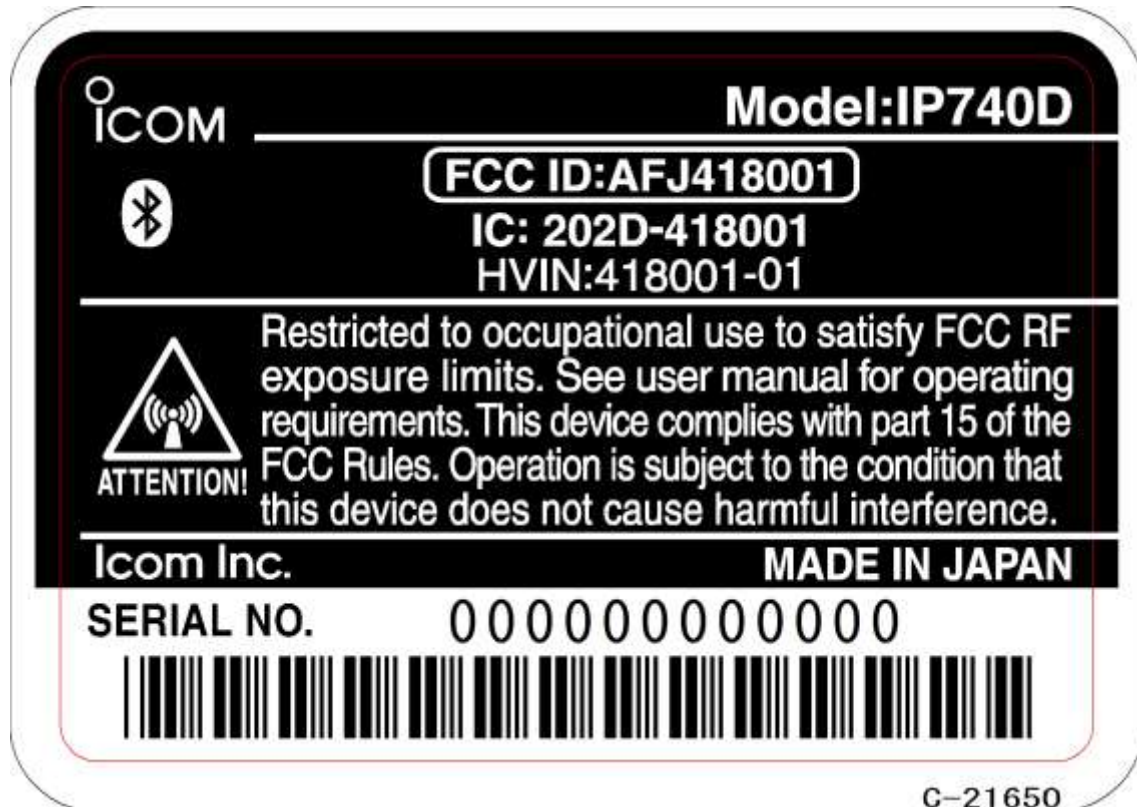 ICOM
Model:IP740D
FCC ID:AFJ418001
IC: 202D-418001
HVIN:418001-01
Restricted to occupational use to satisfy FCC RF
exposure limits. See user manual for operating
requirements. This device complies with part 15 of the
FCC Rules. Operation is subject to the condition that
this device does not cause harmful interference.
ATTENTION!
Icom Inc.
MADE IN JAPAN
SERIAL NO. 000000000000
C-21650